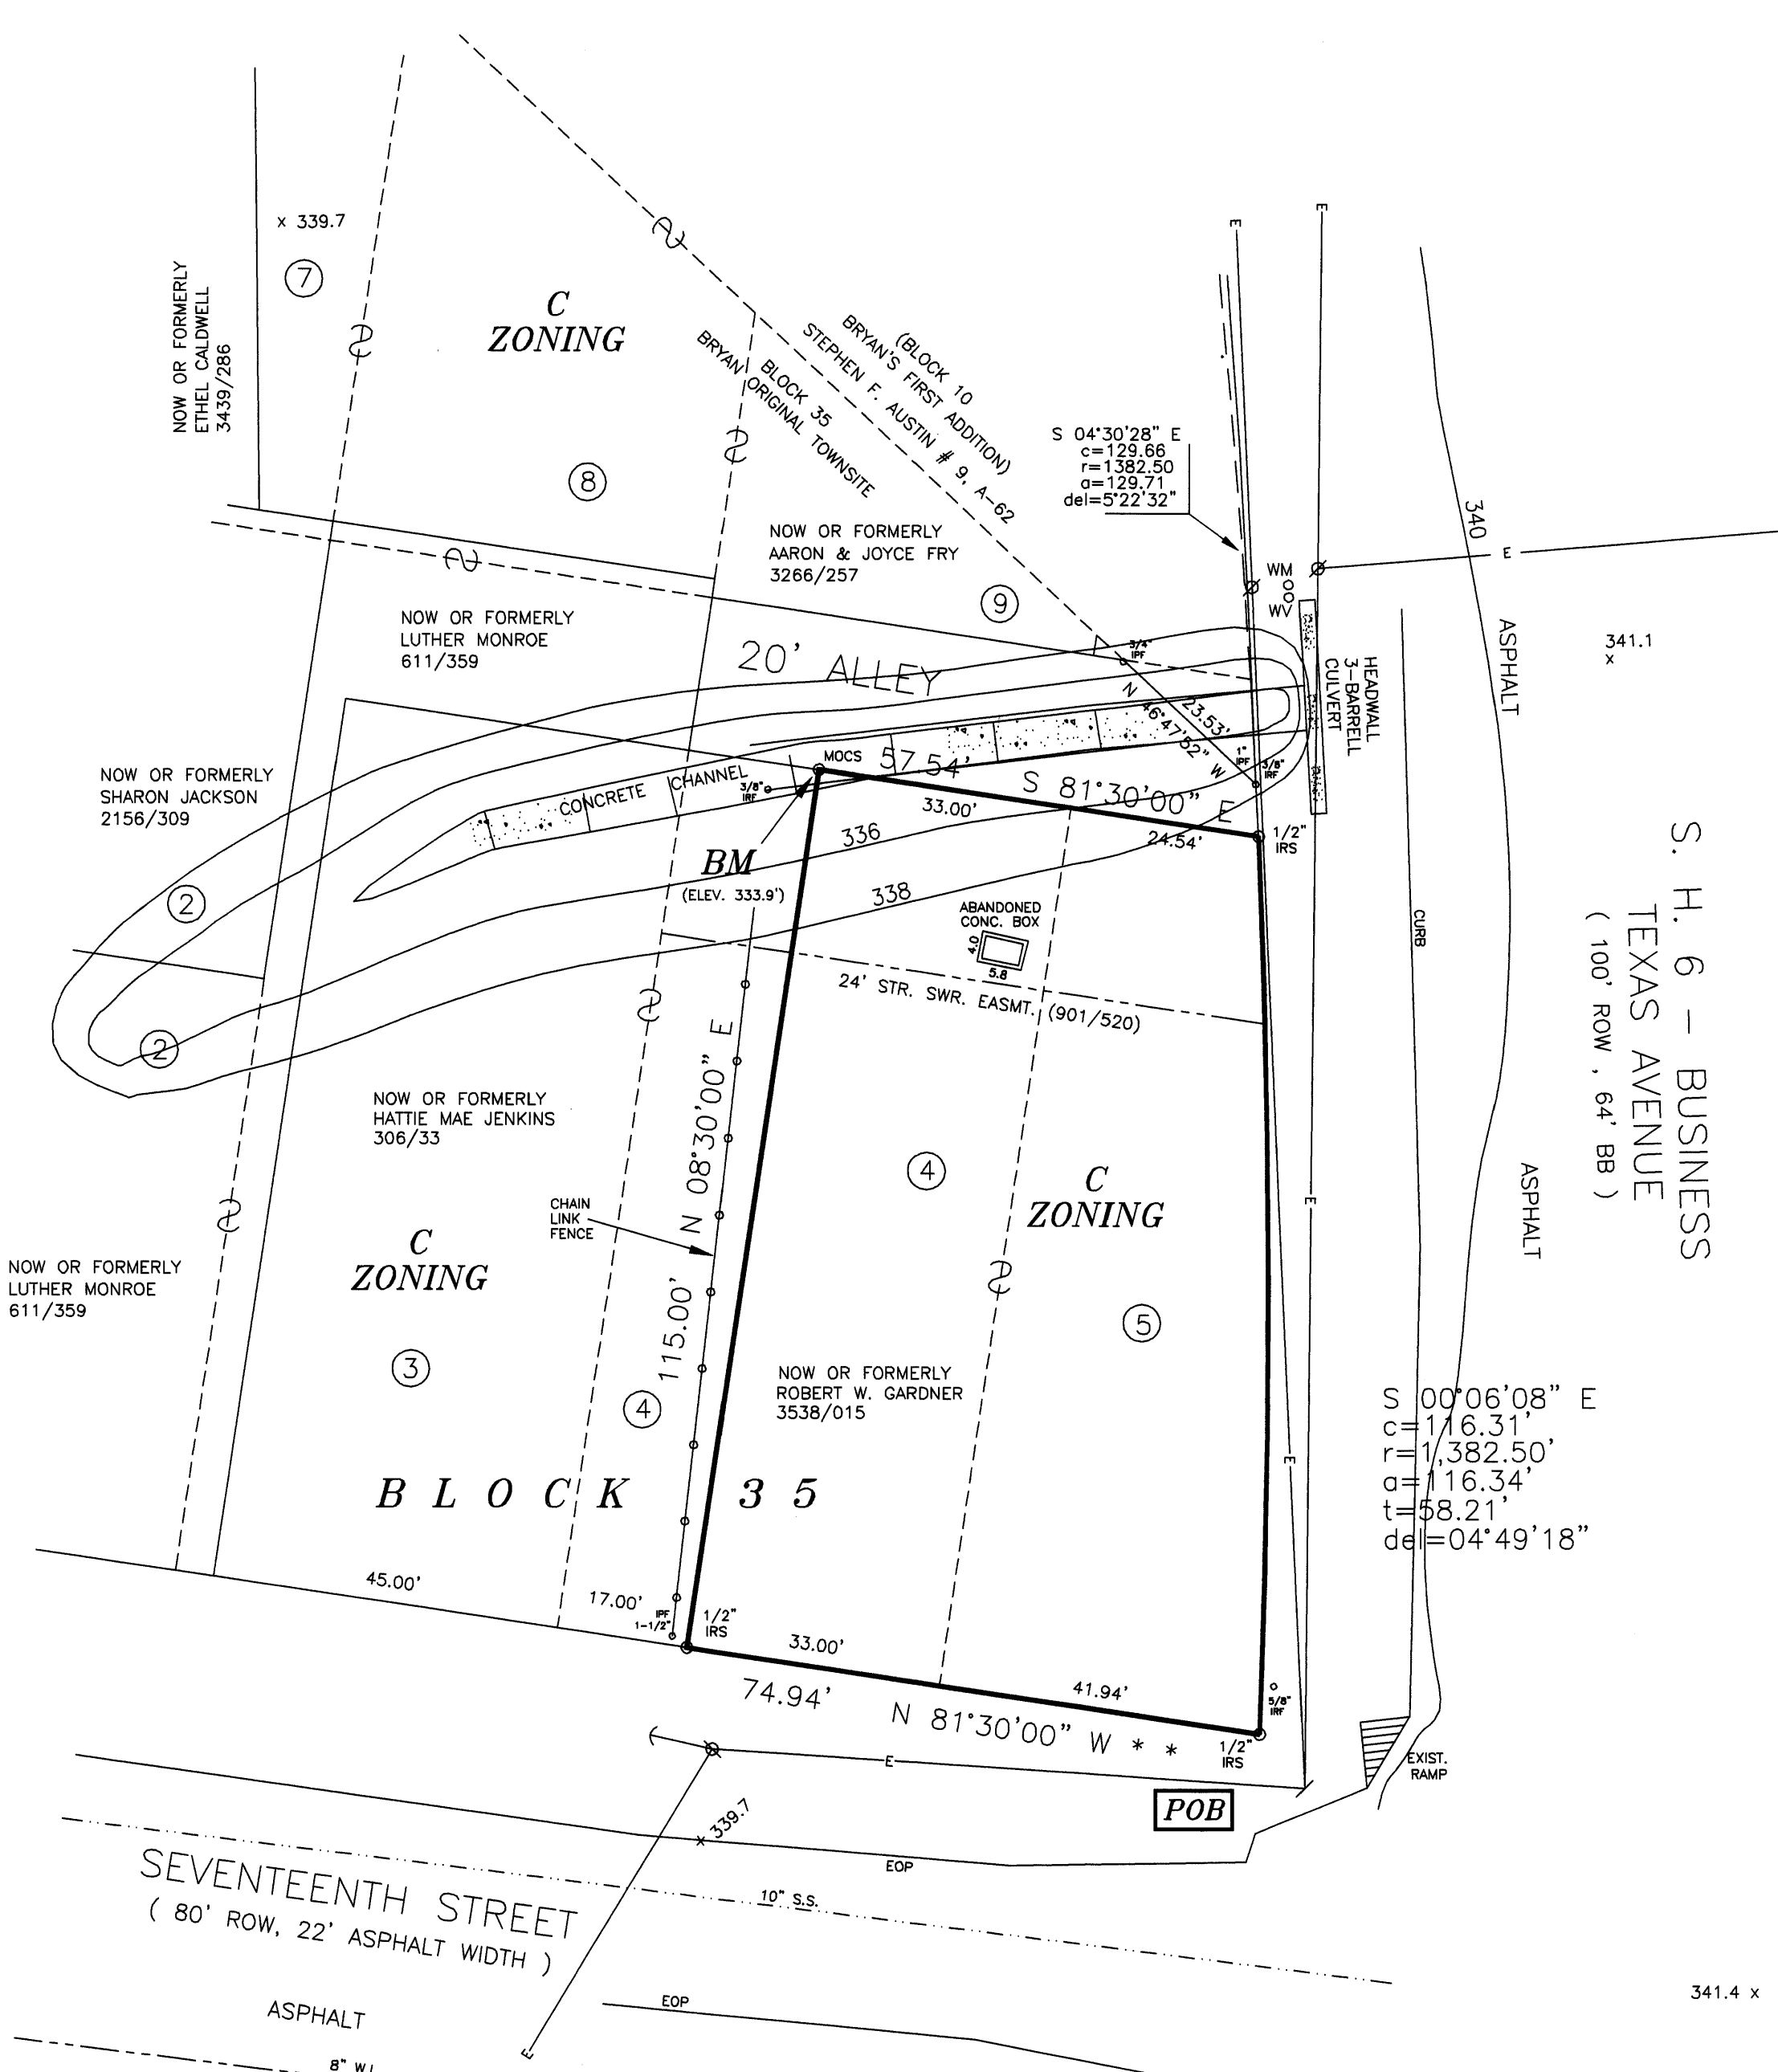 x 339.7
7
NOW OR FORMERLY
ETHEL CALDWELL
3439/286
C
ZONING
8
(BLOCK 10
BRYAN'S FIRST ADDITION)
STEPHEN F. AUSTIN # 9, A-62
BLOCK 35
BRYAN ORIGINAL TOWNSITE
E
E
S 04°30'28" E
c=129.66
r=1382.50
a=129.71
del=5°22'32"
NOW OR FORMERLY
AARON & JOYCE FRY
3266/257
9
WM
WV
340
E
ASPHALT
341.1
x
NOW OR FORMERLY
LUTHER MONROE
611/359
20' ALLEY
3/4"
IPF
HEADWALL
3-BARRELL
CULVERT
N 46°47'52" W
23.53'
1"
IPF
3/8"
IRF
NOW OR FORMERLY
SHARON JACKSON
2156/309
CONCRETE CHANNEL
3/8"
IRF
MOCS
57.54'
S 81°30'00" E
33.00'
24.54'
1/2"
IRS
BM
(ELEV. 333.9')
336
338
2
2
ABANDONED
CONC. BOX
4.0
5.8
24' STR. SWR. EASMT. (901/520)
CURB
S. H. 6 - BUSINESS
TEXAS AVENUE
( 100' ROW , 64' BB )
ASPHALT
NOW OR FORMERLY
HATTIE MAE JENKINS
306/33
115.00' N 08°30'00" E
CHAIN
LINK
FENCE
4
C
ZONING
E
C
ZONING
NOW OR FORMERLY
LUTHER MONROE
611/359
3
4
5
NOW OR FORMERLY
ROBERT W. GARDNER
3538/015
S 00°06'08" E
c=116.31'
r=1,382.50'
a=116.34'
t=58.21'
del=04°49'18"
E
BLOCK 35
45.00'
17.00'
IPF
1-1/2"
1/2"
IRS
33.00'
41.94'
5/8"
IRF
74.94' N 81°30'00" W * *
1/2"
IRS
E
EXIST.
RAMP
POB
x 339.7
EOP
SEVENTEENTH STREET
( 80' ROW, 22' ASPHALT WIDTH )
10" S.S.
ASPHALT
EOP
E
341.4 x
8"